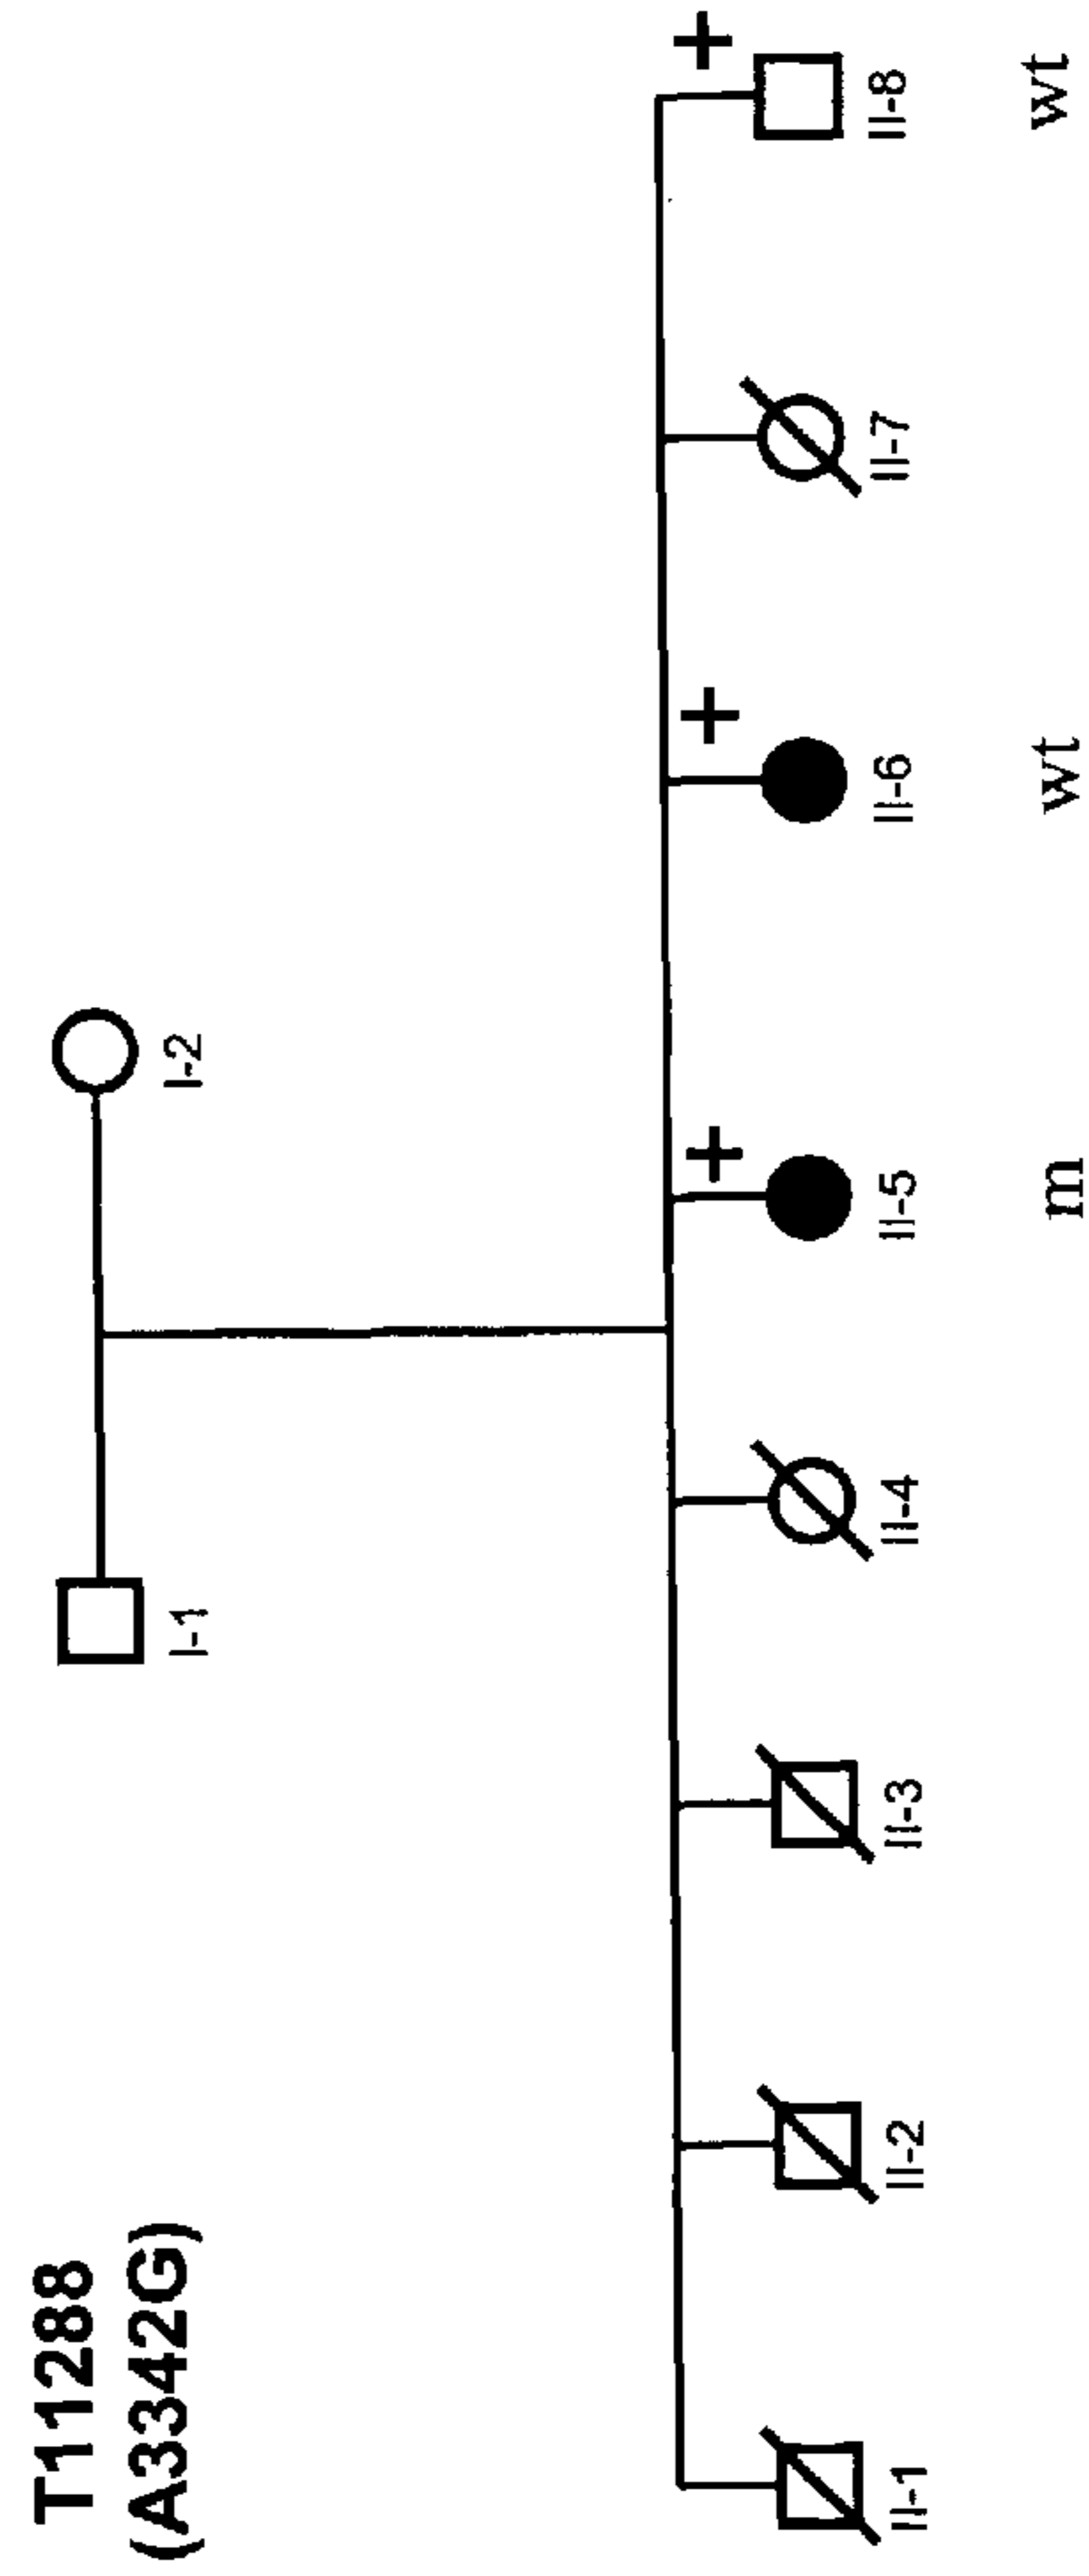 T11288
(A3342G)
I-1
I-2
+
+
+
II-1
II-2
II-3
II-4
II-5
II-6
II-7
II-8
m
wt
wt